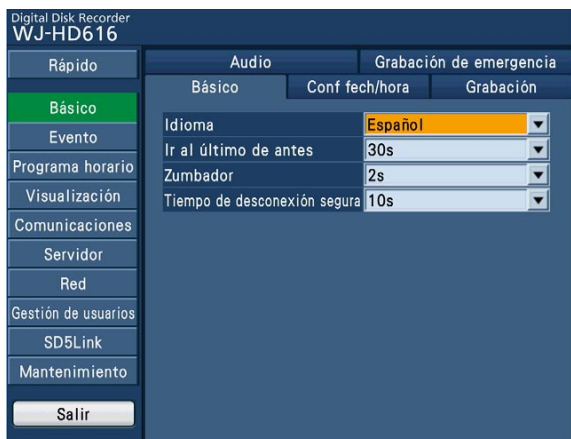 Digital Disk Recorder
WJ-HD616
Rápido
Básico
Evento
Programa horario
Visualización
Comunicaciones
Servidor
Red
Gestión de usuarios
SD5Link
Mantenimiento
Salir
Audio
Grabación de emergencia
Básico
Conf fech/hora
Grabación
Idioma
Español
Ir al último de antes
30s
Zumbador
2s
Tiempo de desconexión segura
10s